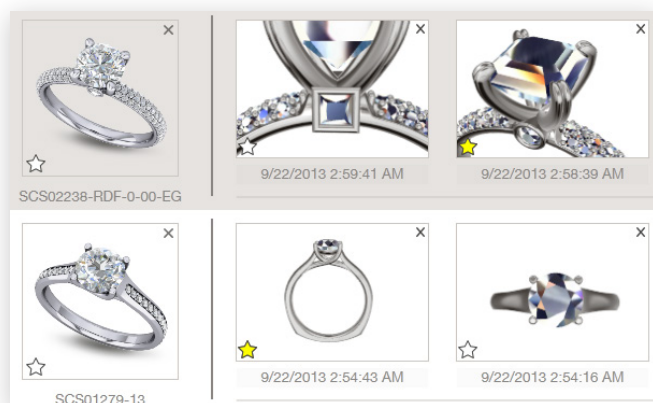 9/22/2013 2:59:41 AM
9/22/2013 2:58:39 AM
SCS02238-RDF-0-00-EG
9/22/2013 2:54:43 AM
9/22/2013 2:54:16 AM
SCS01279-13